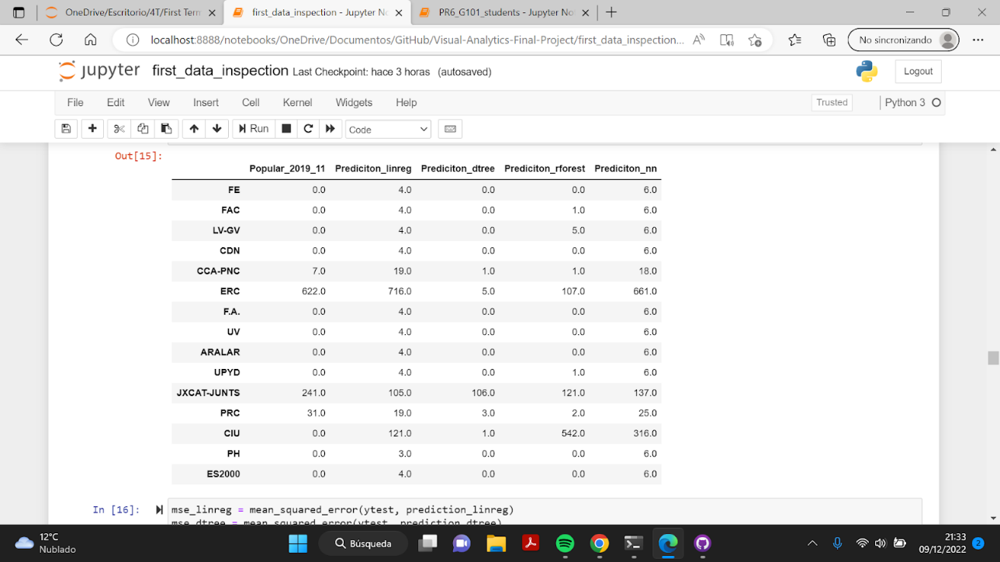 OneDrive/Escritorio/4T/First Term
first_data_inspection - Jupyter No
PR6_G101_students - Jupyter No
localhost:8888/notebooks/OneDrive/Documentos/GitHub/Visual-Analytics-Final-Project/first_data_inspection...
No sincronizando
jupyter first_data_inspection Last Checkpoint: hace 3 horas (autosaved)
Logout
File Edit View Insert Cell Kernel Widgets Help Trusted Python 3
Run Code
Out[15]:
Popular_2019_11 Prediciton_linreg Prediciton_dtree Prediciton_rforest Prediciton_nn
FE 0.0 4.0 0.0 0.0 6.0
FAC 0.0 4.0 0.0 1.0 6.0
LV-GV 0.0 4.0 0.0 5.0 6.0
CDN 0.0 4.0 0.0 0.0 6.0
CCA-PNC 7.0 19.0 1.0 1.0 18.0
ERC 622.0 716.0 5.0 107.0 661.0
F.A. 0.0 4.0 0.0 0.0 6.0
UV 0.0 4.0 0.0 0.0 6.0
ARALAR 0.0 4.0 0.0 0.0 6.0
UPYD 0.0 4.0 0.0 1.0 6.0
JXCAT-JUNTS 241.0 105.0 106.0 121.0 137.0
PRC 31.0 19.0 3.0 2.0 25.0
CIU 0.0 121.0 1.0 542.0 316.0
PH 0.0 3.0 0.0 0.0 6.0
ES2000 0.0 4.0 0.0 0.0 6.0
In [16]: mse_linreg = mean_squared_error(ytest, prediction_linreg)
mse_dtree = mean_squared_error(ytest, prediction_dtree)
12°C
Nublado
Búsqueda
21:33
09/12/2022
2